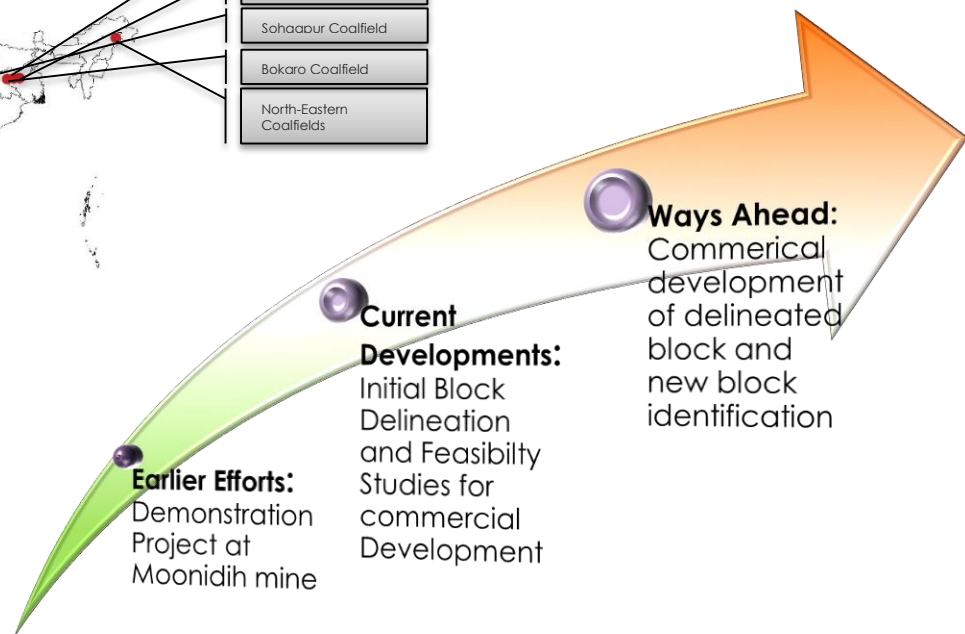 Sohagpur Coalfield
Bokaro Coalfield
North-Eastern
Coalfields
Ways Ahead:
Commerical
development
of delineated
block and
new block
identification
Current
Developments:
Initial Block
Delineation
and Feasibilty
Studies for
commercial
Development
Earlier Efforts:
Demonstration
Project at
Moonidih mine